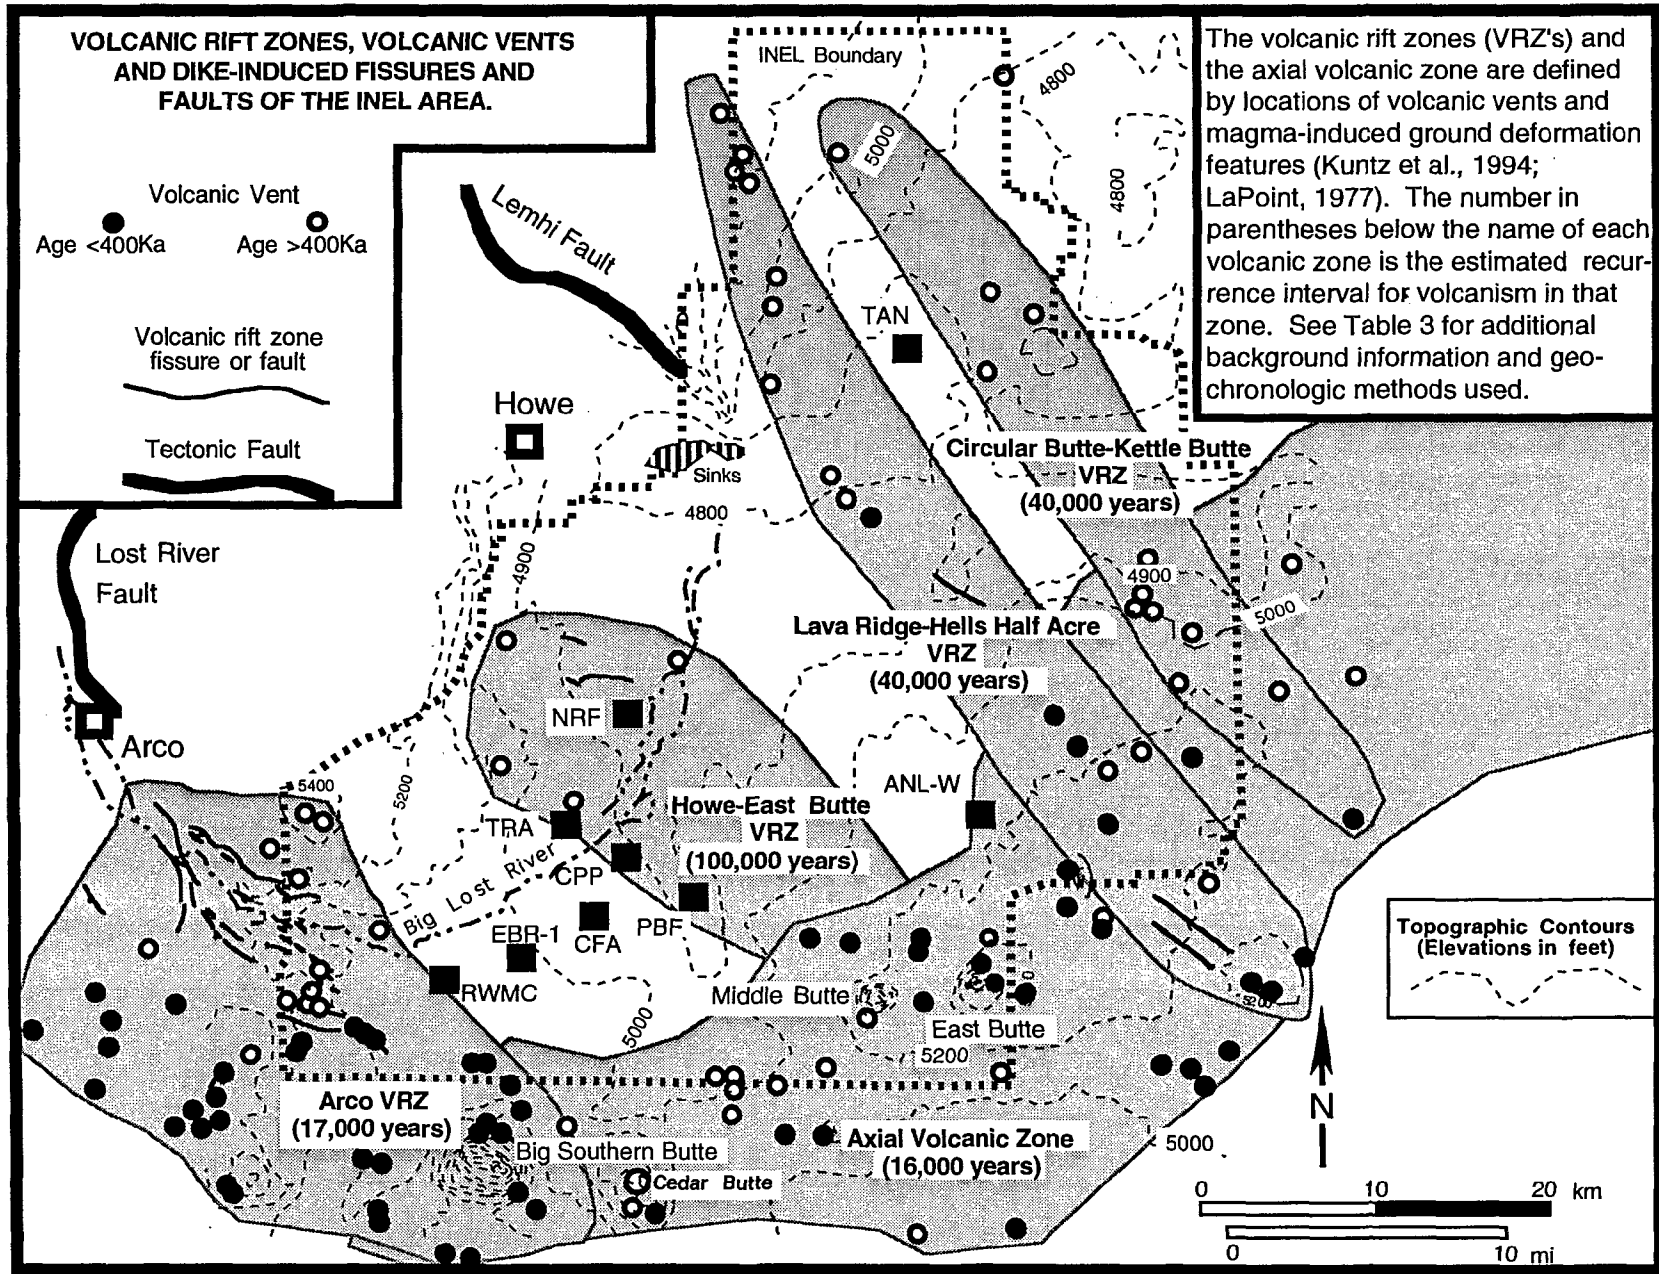 VOLCANIC RIFT ZONES, VOLCANIC VENTS
AND DIKE-INDUCED FISSURES AND
FAULTS OF THE INEL AREA.
Volcanic Vent
Age <400Ka
Age >400Ka
Volcanic rift zone
fissure or fault
Tectonic Fault
The volcanic rift zones (VRZ's) and
the axial volcanic zone are defined
by locations of volcanic vents and
magma-induced ground deformation
features (Kuntz et al., 1994;
LaPoint, 1977). The number in
parentheses below the name of each
volcanic zone is the estimated recur-
rence interval for volcanism in that
zone. See Table 3 for additional
background information and geo-
chronologic methods used.
INEL Boundary
4800
5000
4800
Lemhi Fault
TAN
Howe
Sinks
4800
Circular Butte-Kettle Butte
VRZ
(40,000 years)
Lost River
Fault
4900
4900
5000
Lava Ridge-Hells Half Acre
VRZ
(40,000 years)
NRF
Arco
5400
5200
ANL-W
Howe-East Butte
VRZ
(100,000 years)
TRA
CPP
Big Lost River
PBF
EBR-1
CFA
RWMC
Topographic Contours
(Elevations in feet)
Middle Butte
East Butte
5200
5000
5200
Arco VRZ
(17,000 years)
Big Southern Butte
Cedar Butte
Axial Volcanic Zone
(16,000 years)
5000
N
0 10 20 km
0 10 mi